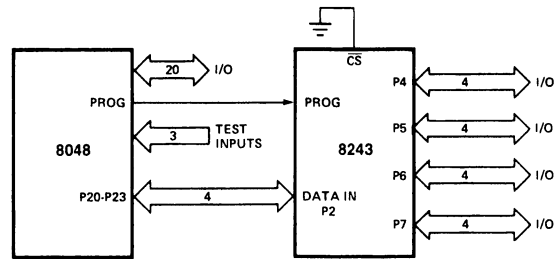 CS
20 I/O
P4 4 I/O
PROG PROG
3 TEST INPUTS
P5 4 I/O
8048 8243
P6 4 I/O
P20-P23 4 DATA IN P2
P7 4 I/O